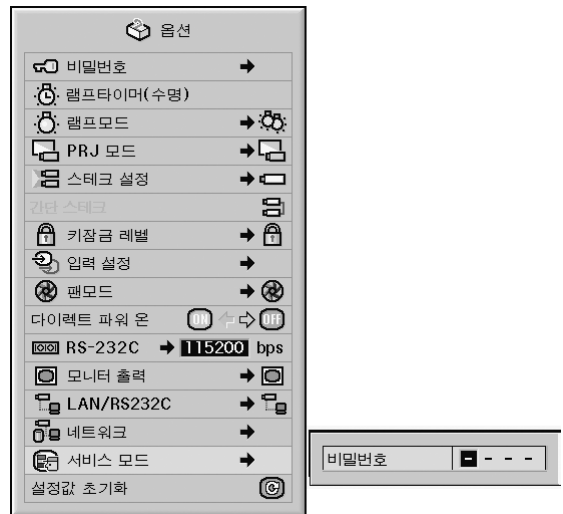 옵션
비밀번호
램프타이머(수명)
램프모드
PRJ 모드
스테크 설정
간단 스테크
키잠금 레벨
입력 설정
팬모드
다이렉트 파워 온 ON OFF
RS-232C 115200 bps
모니터 출력
LAN/RS232C
네트워크
서비스 모드
설정값 초기화
비밀번호 - - - -